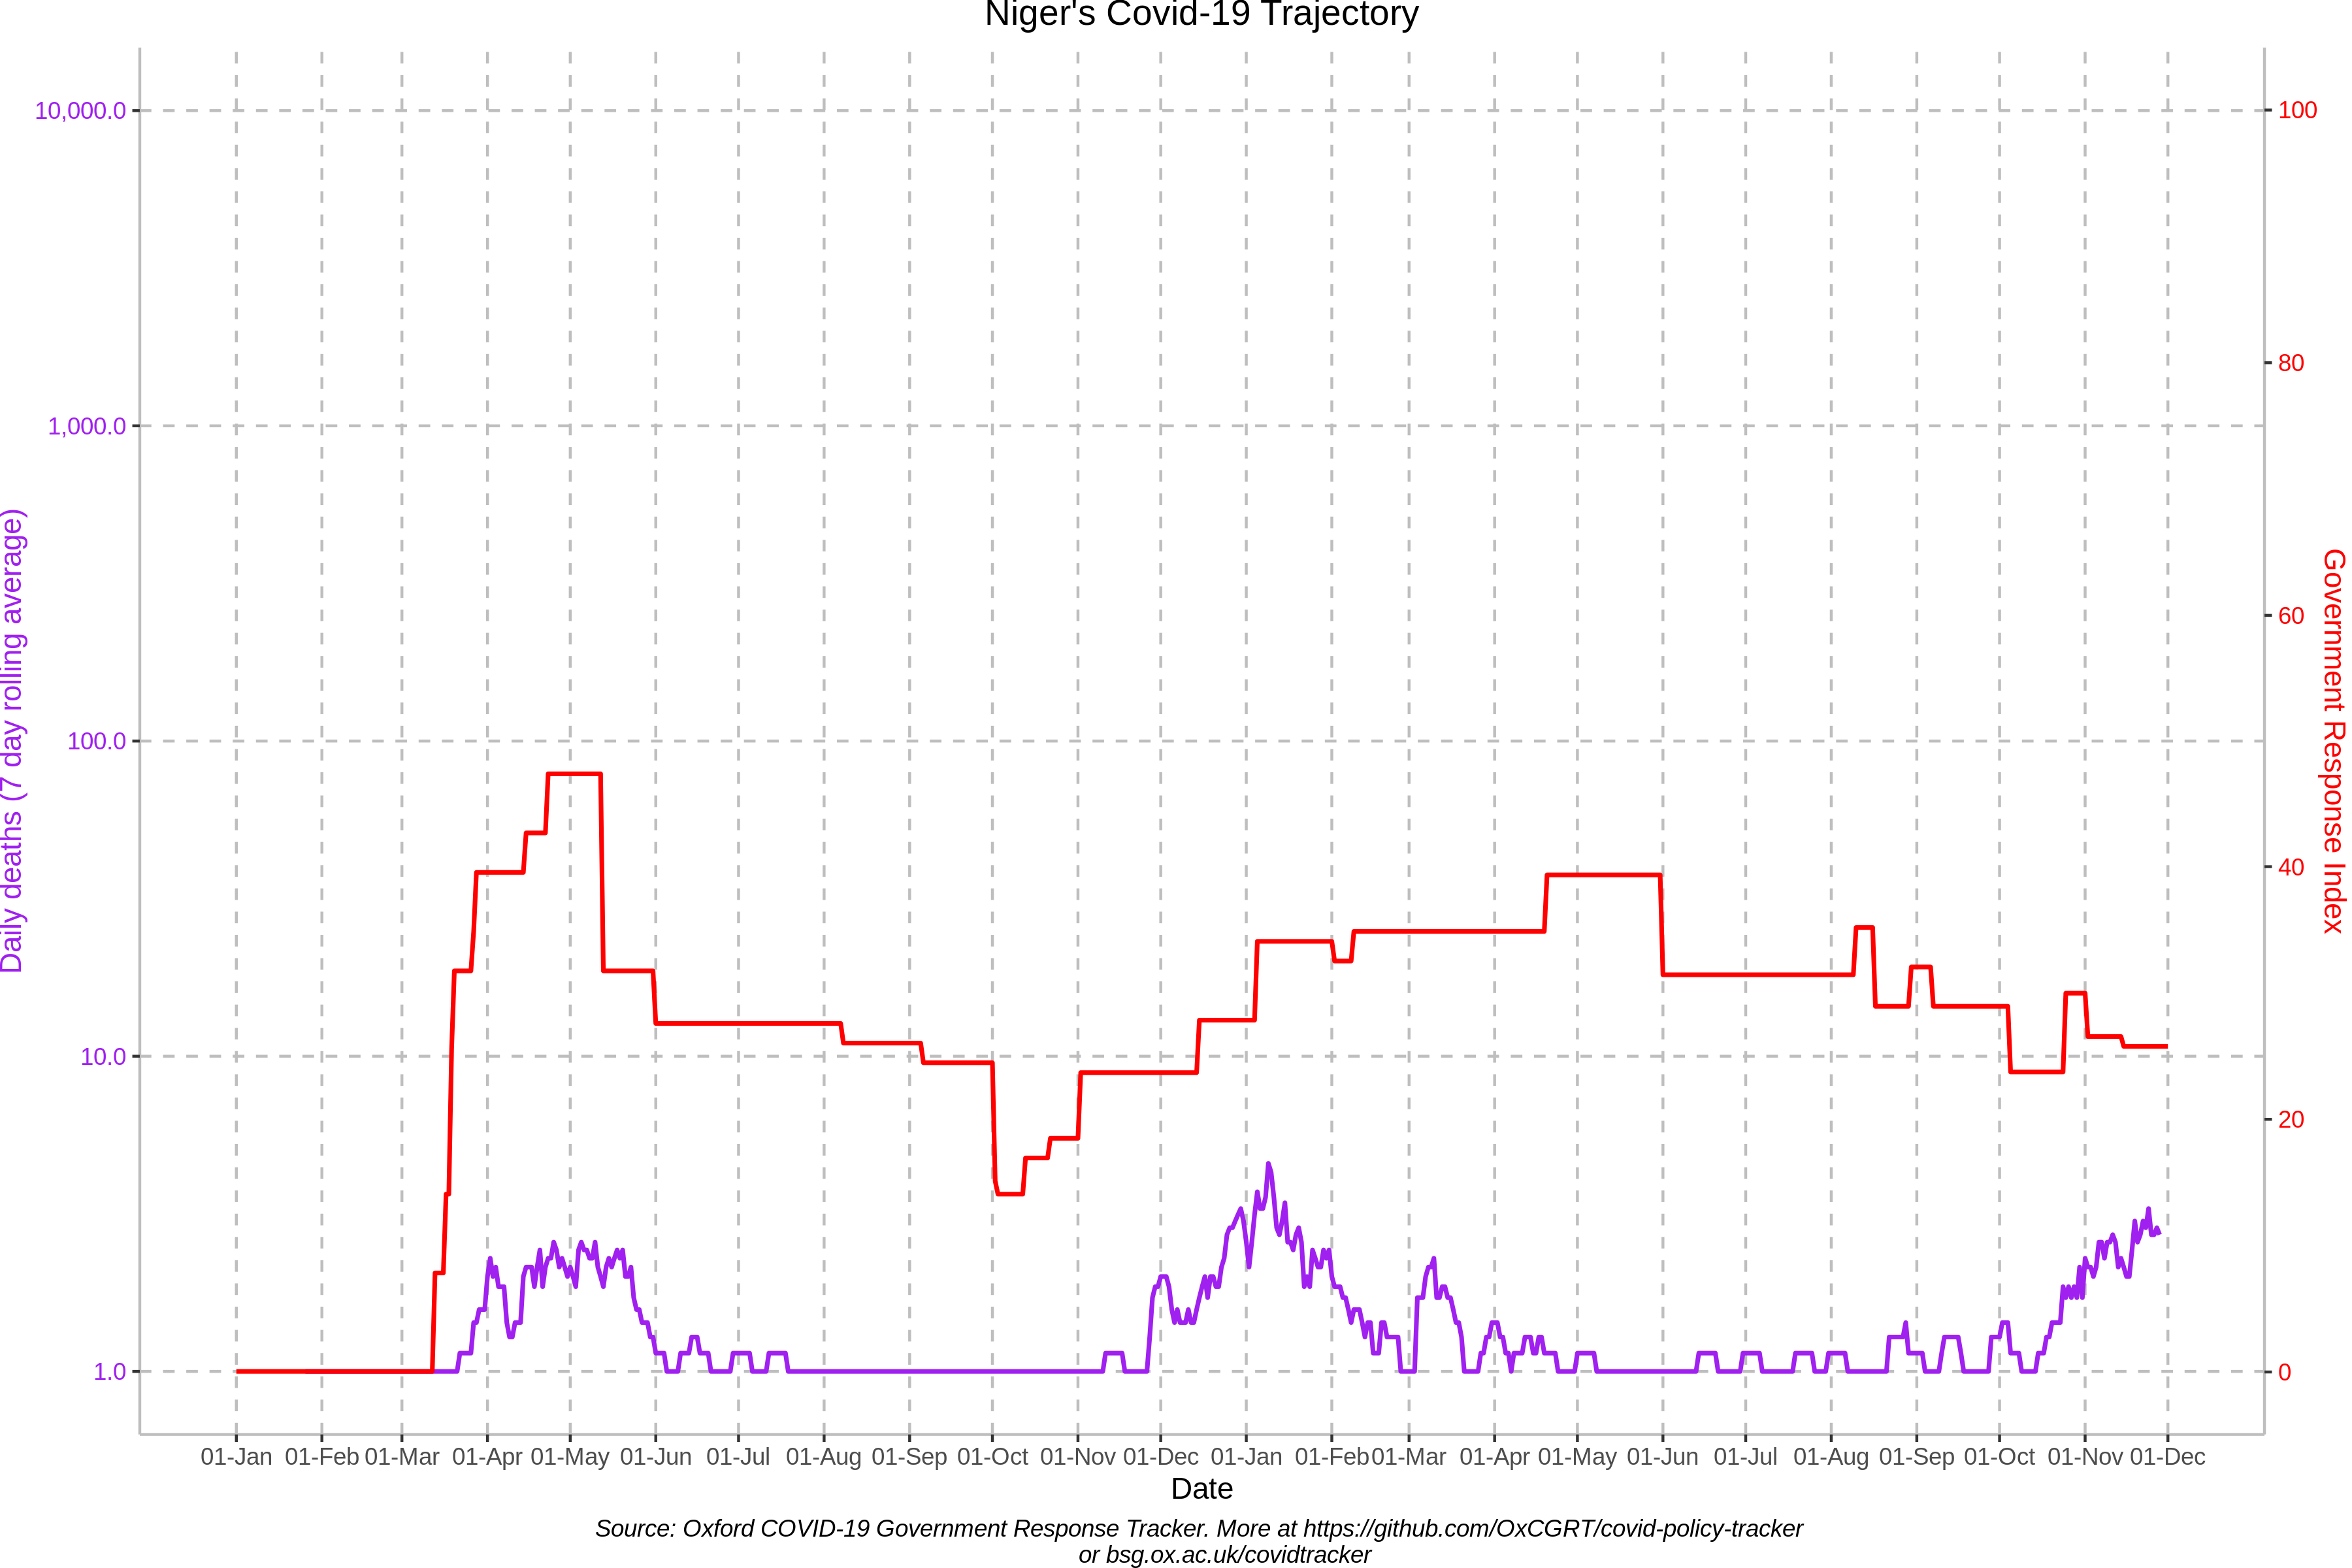 Niger's Covid-19 Trajectory
10,000.0
1,000.0
100.0
10.0
1.0
Daily deaths (7 day rolling average)
100
80
60
40
20
0
Government Response Index
01-Jan 01-Feb 01-Mar 01-Apr 01-May 01-Jun 01-Jul 01-Aug 01-Sep 01-Oct 01-Nov 01-Dec 01-Jan 01-Feb 01-Mar 01-Apr 01-May 01-Jun 01-Jul 01-Aug 01-Sep 01-Oct 01-Nov 01-Dec
Date
Source: Oxford COVID-19 Government Response Tracker. More at https://github.com/OxCGRT/covid-policy-tracker
or bsg.ox.ac.uk/covidtracker